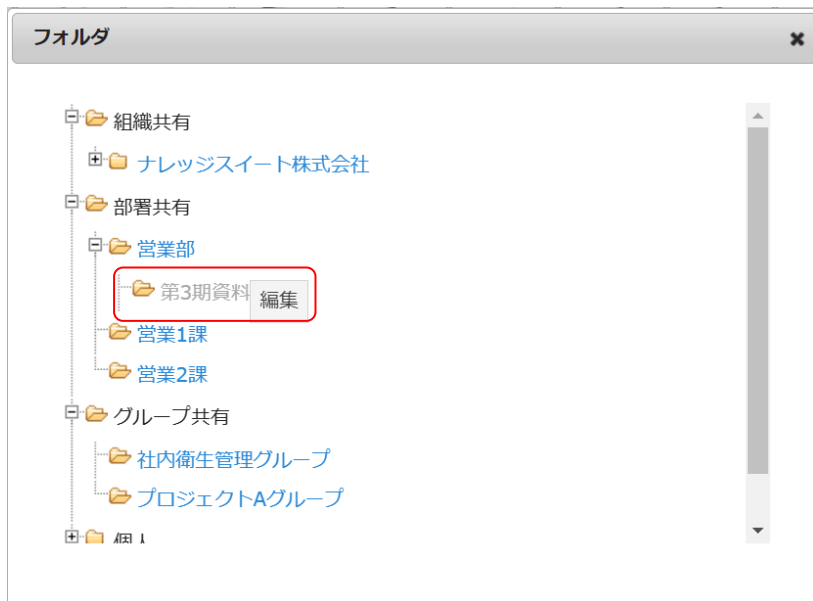 フォルダ
組織共有
ナレッジスイート株式会社
部署共有
営業部
第3期資料 編集
営業1課
営業2課
グループ共有
社内衛生管理グループ
プロジェクトAグループ
個人